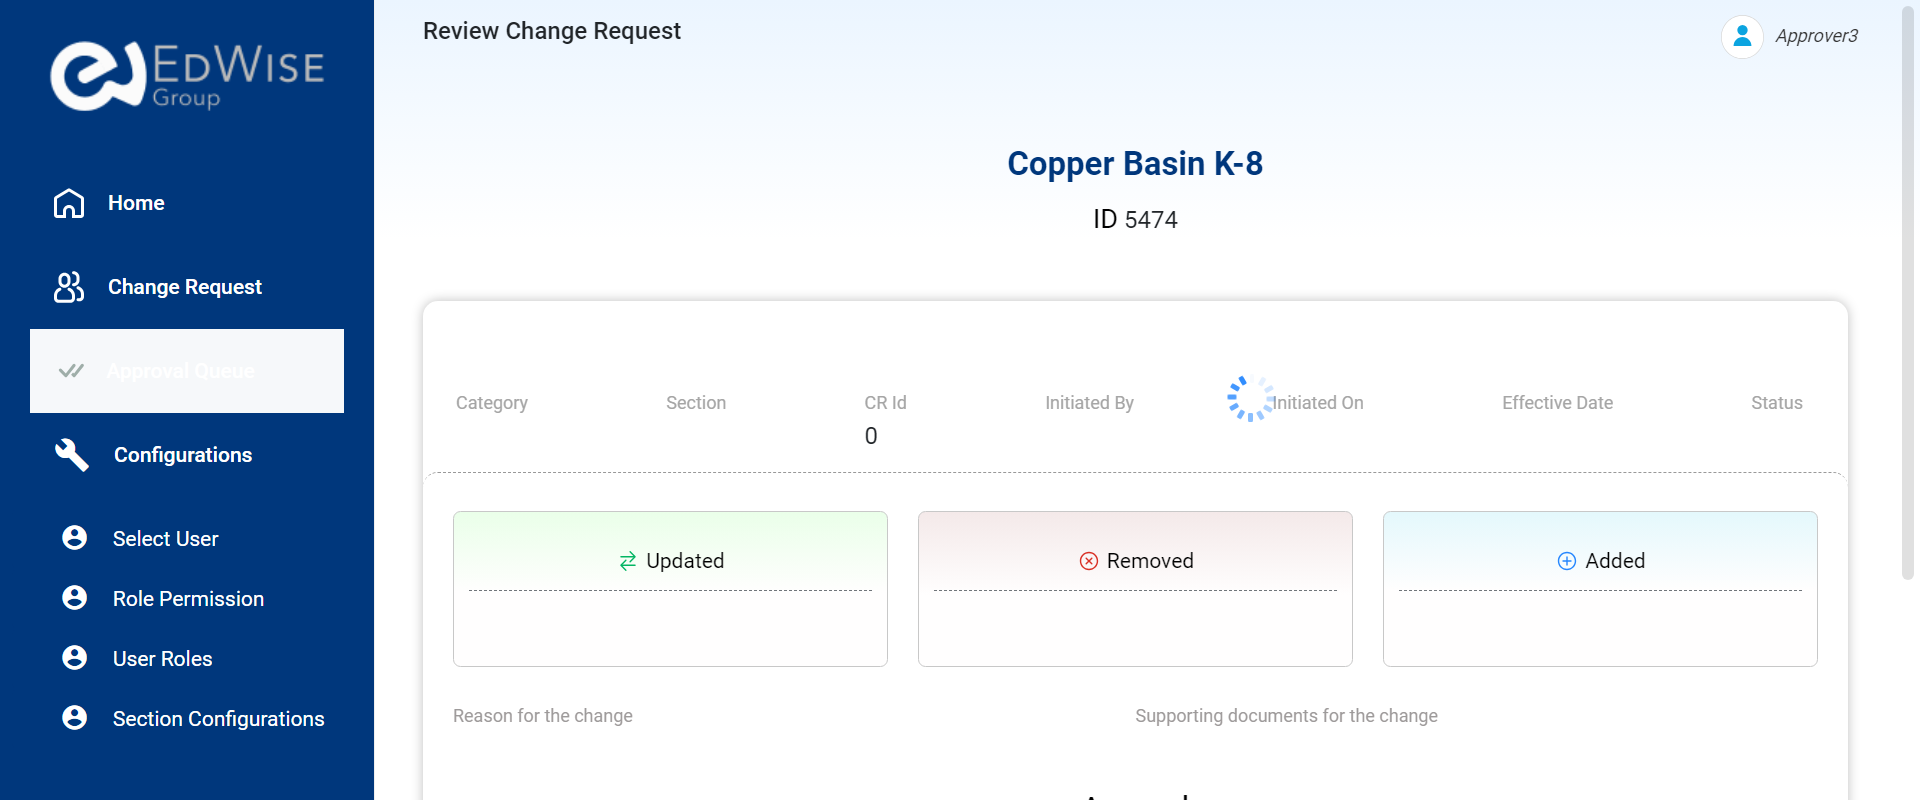 EDWISE
Group
Home
Change Request
Approval Queue
Configurations
Select User
Role Permission
User Roles
Section Configurations
Review Change Request
Approver3
Copper Basin K-8
ID 5474
Category Section CR Id Initiated By Initiated On Effective Date Status
0
Updated
Removed
Added
Reason for the change
Supporting documents for the change